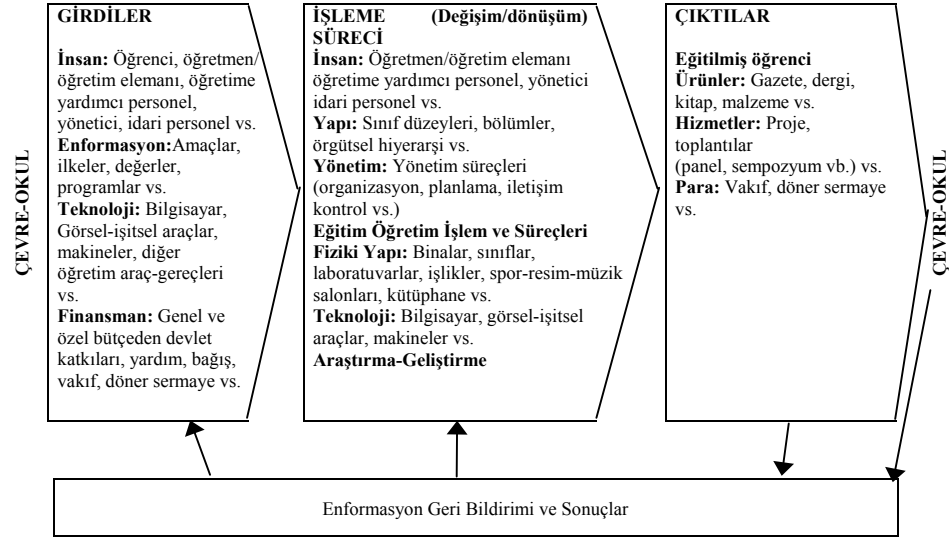 ÇEVRE-OKUL
GİRDİLER
İnsan: Öğrenci, öğretmen/
öğretim elemanı, öğretime
yardımcı personel,
yönetici, idari personel vs.
Enformasyon:Amaçlar,
ilkeler, değerler,
programlar vs.
Teknoloji: Bilgisayar,
Görsel-işitsel araçlar,
makineler, diğer
öğretim araç-gereçleri
vs.
Finansman: Genel ve
özel bütçeden devlet
katkıları, yardım, bağış,
vakıf, döner sermaye vs.
İŞLEME (Değişim/dönüşüm)
SÜRECİ
İnsan: Öğretmen/öğretim elemanı
öğretime yardımcı personel, yönetici
idari personel vs.
Yapı: Sınıf düzeyleri, bölümler,
örgütsel hiyerarşi vs.
Yönetim: Yönetim süreçleri
(organizasyon, planlama, iletişim
kontrol vs.)
Eğitim Öğretim İşlem ve Süreçleri
Fiziki Yapı: Binalar, sınıflar,
laboratuvarlar, işlikler, spor-resim-müzik
salonları, kütüphane vs.
Teknoloji: Bilgisayar, görsel-işitsel
araçlar, makineler vs.
Araştırma-Geliştirme
ÇIKTILAR
Eğitilmiş öğrenci
Ürünler: Gazete, dergi,
kitap, malzeme vs.
Hizmetler: Proje,
toplantılar
(panel, sempozyum vb.) vs.
Para: Vakıf, döner sermaye
vs.
ÇEVRE-OKUL
Enformasyon Geri Bildirimi ve Sonuçlar